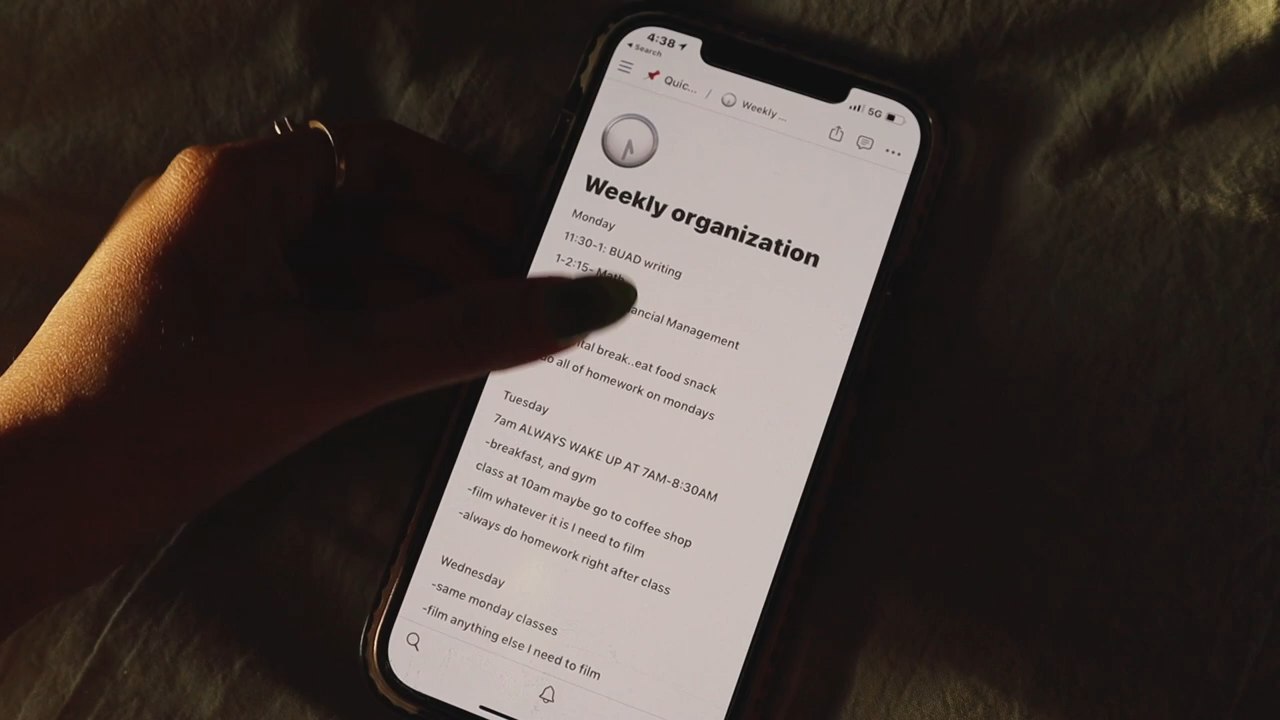 4:38
Search
5G
Quic... / Weekly ...
Weekly organization
Monday
11:30-1: BUAD writing
1-2:15- Math
Management
break..eat food snack
do all of homework on mondays
Tuesday
7am ALWAYS WAKE UP AT 7AM-8:30AM
-breakfast, and gym
class at 10am maybe go to coffee shop
-film whatever it is I need to film
-always do homework right after class
Wednesday
-same monday classes
-film anything else I need to film